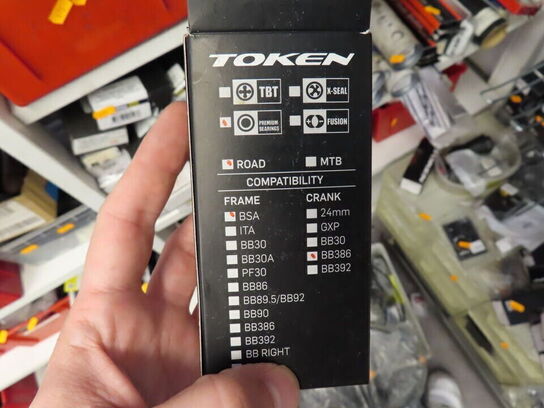 TOKEN
TBT X-SEAL
PREMIUM BEARINGS FUSION
ROAD MTB
COMPATIBILITY
FRAME CRANK
BSA 24mm
ITA GXP
BB30 BB30
BB30A BB386
PF30 BB392
BB86
BB89.5/BB92
BB90
BB386
BB392
BB RIGHT